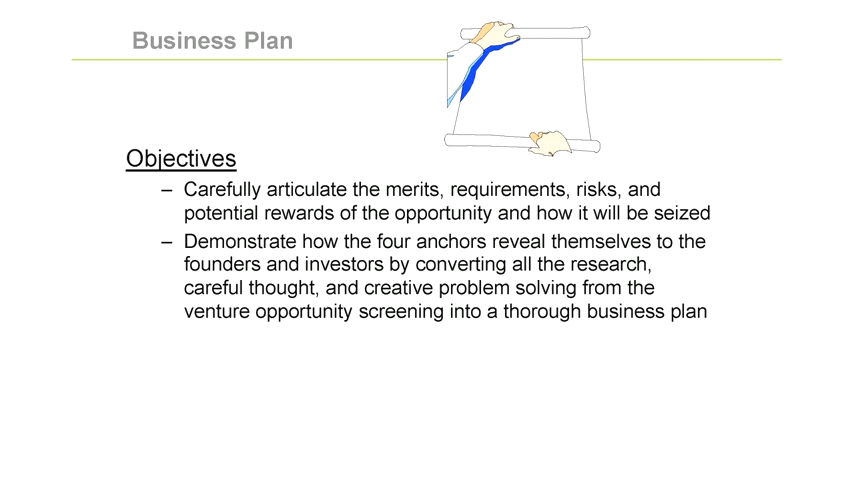 Business Plan
Objectives
– Carefully articulate the merits, requirements, risks, and
potential rewards of the opportunity and how it will be seized
– Demonstrate how the four anchors reveal themselves to the
founders and investors by converting all the research,
careful thought, and creative problem solving from the
venture opportunity screening into a thorough business plan